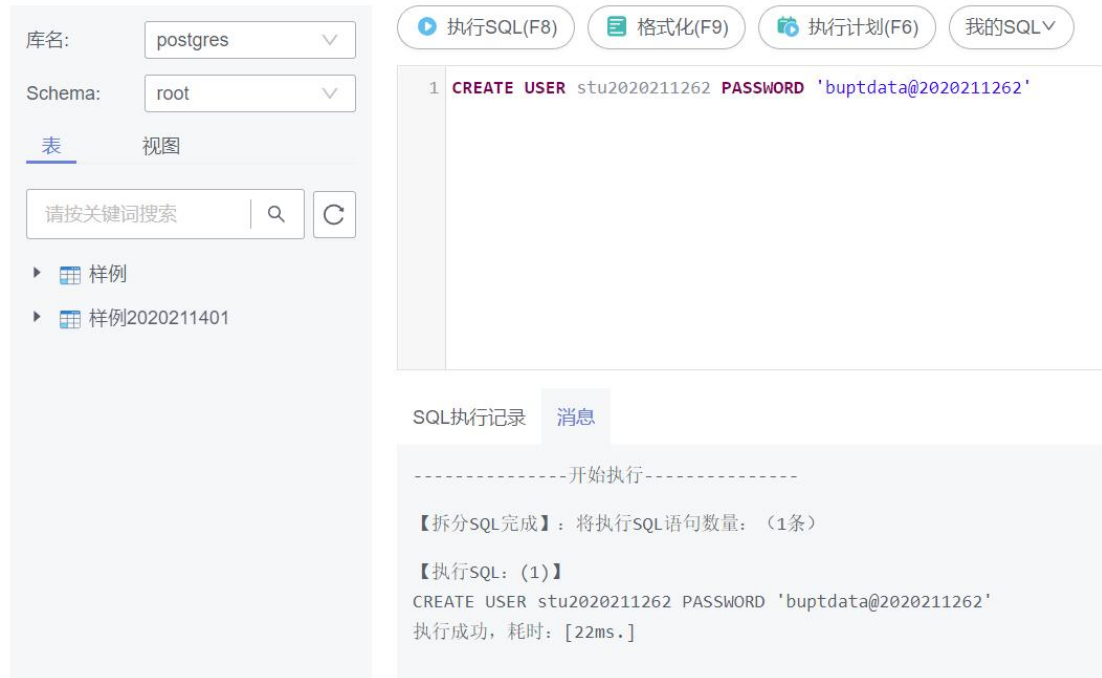 库名:
postgres
Schema:
root
表
视图
请按关键词搜索
样例
样例2020211401
执行SQL(F8)
格式化(F9)
执行计划(F6)
我的SQL
1 CREATE USER stu2020211262 PASSWORD 'buptdata@2020211262'
SQL执行记录
消息
---------------开始执行---------------
【拆分SQL完成】：将执行SQL语句数量：（1条）
【执行SQL：(1)】
CREATE USER stu2020211262 PASSWORD 'buptdata@2020211262'
执行成功，耗时：[22ms.]